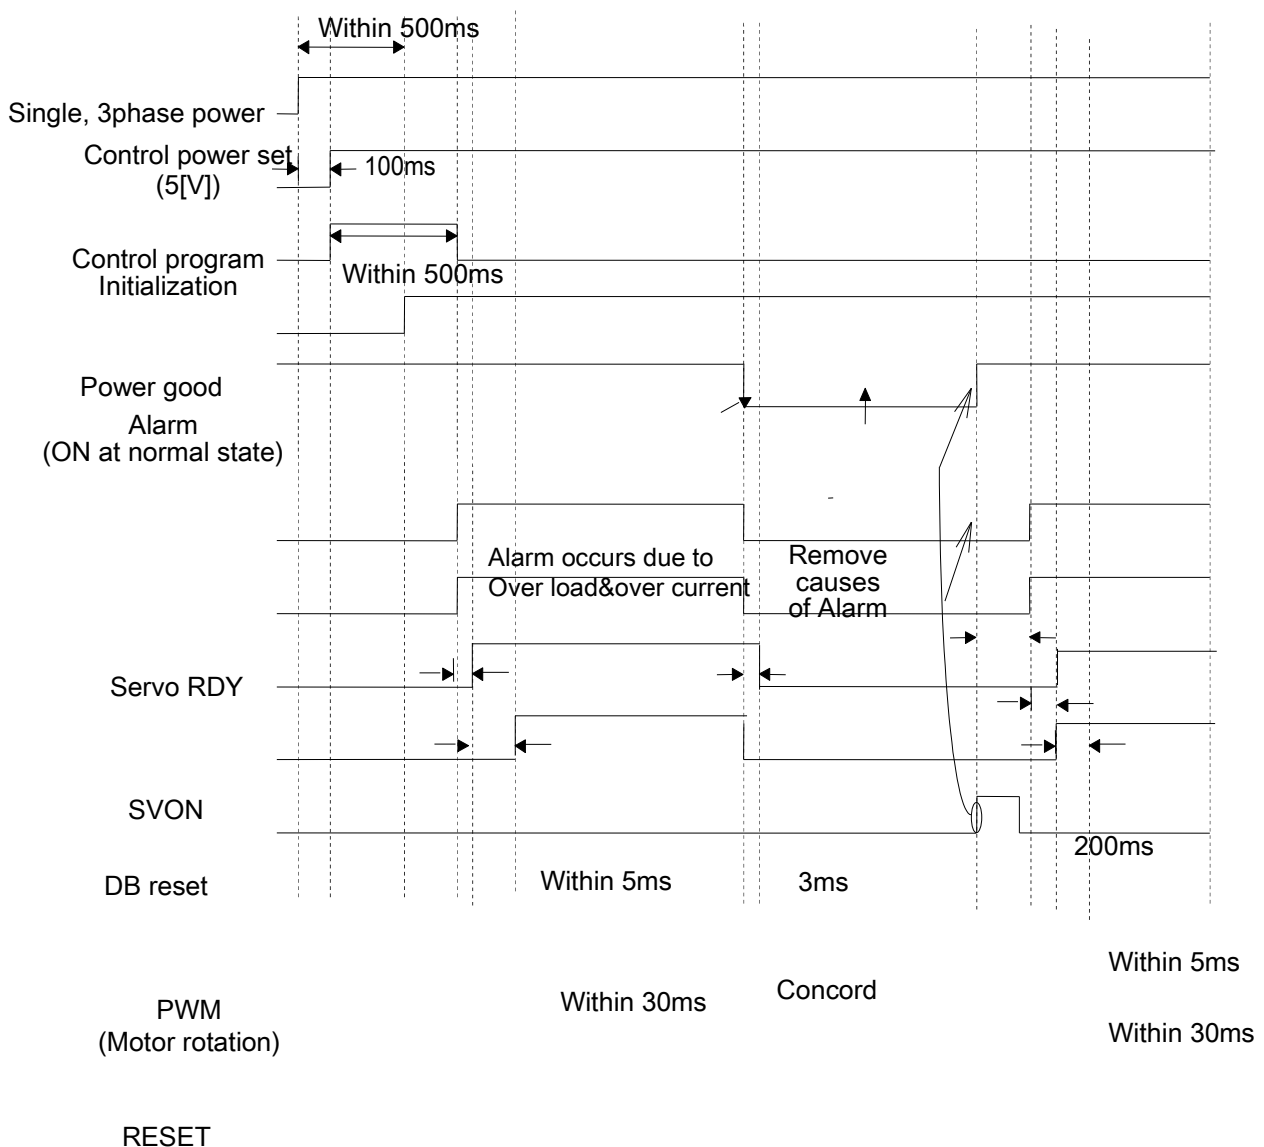 Within 500ms
Single, 3phase power
Control power set
(5[V])
100ms
Control program
Initialization
Within 500ms
Power good
Alarm
(ON at normal state)
Alarm occurs due to
Over load&over current
Remove
causes
of Alarm
Servo RDY
SVON
200ms
DB reset
Within 5ms
3ms
Within 5ms
PWM
(Motor rotation)
Within 30ms
Concord
Within 30ms
RESET